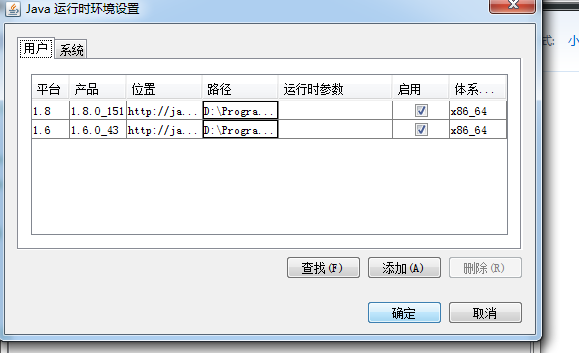 Java 运行时环境设置
式: 小
用户 系统
平台 产品 位置 路径 运行时参数 启用 体系...
1.8 1.8.0_151 http://ja... D:\Progra... x86_64
1.6 1.6.0_43 http://ja... D:\Progra... x86_64
查找(F) 添加(A) 删除(R)
确定 取消